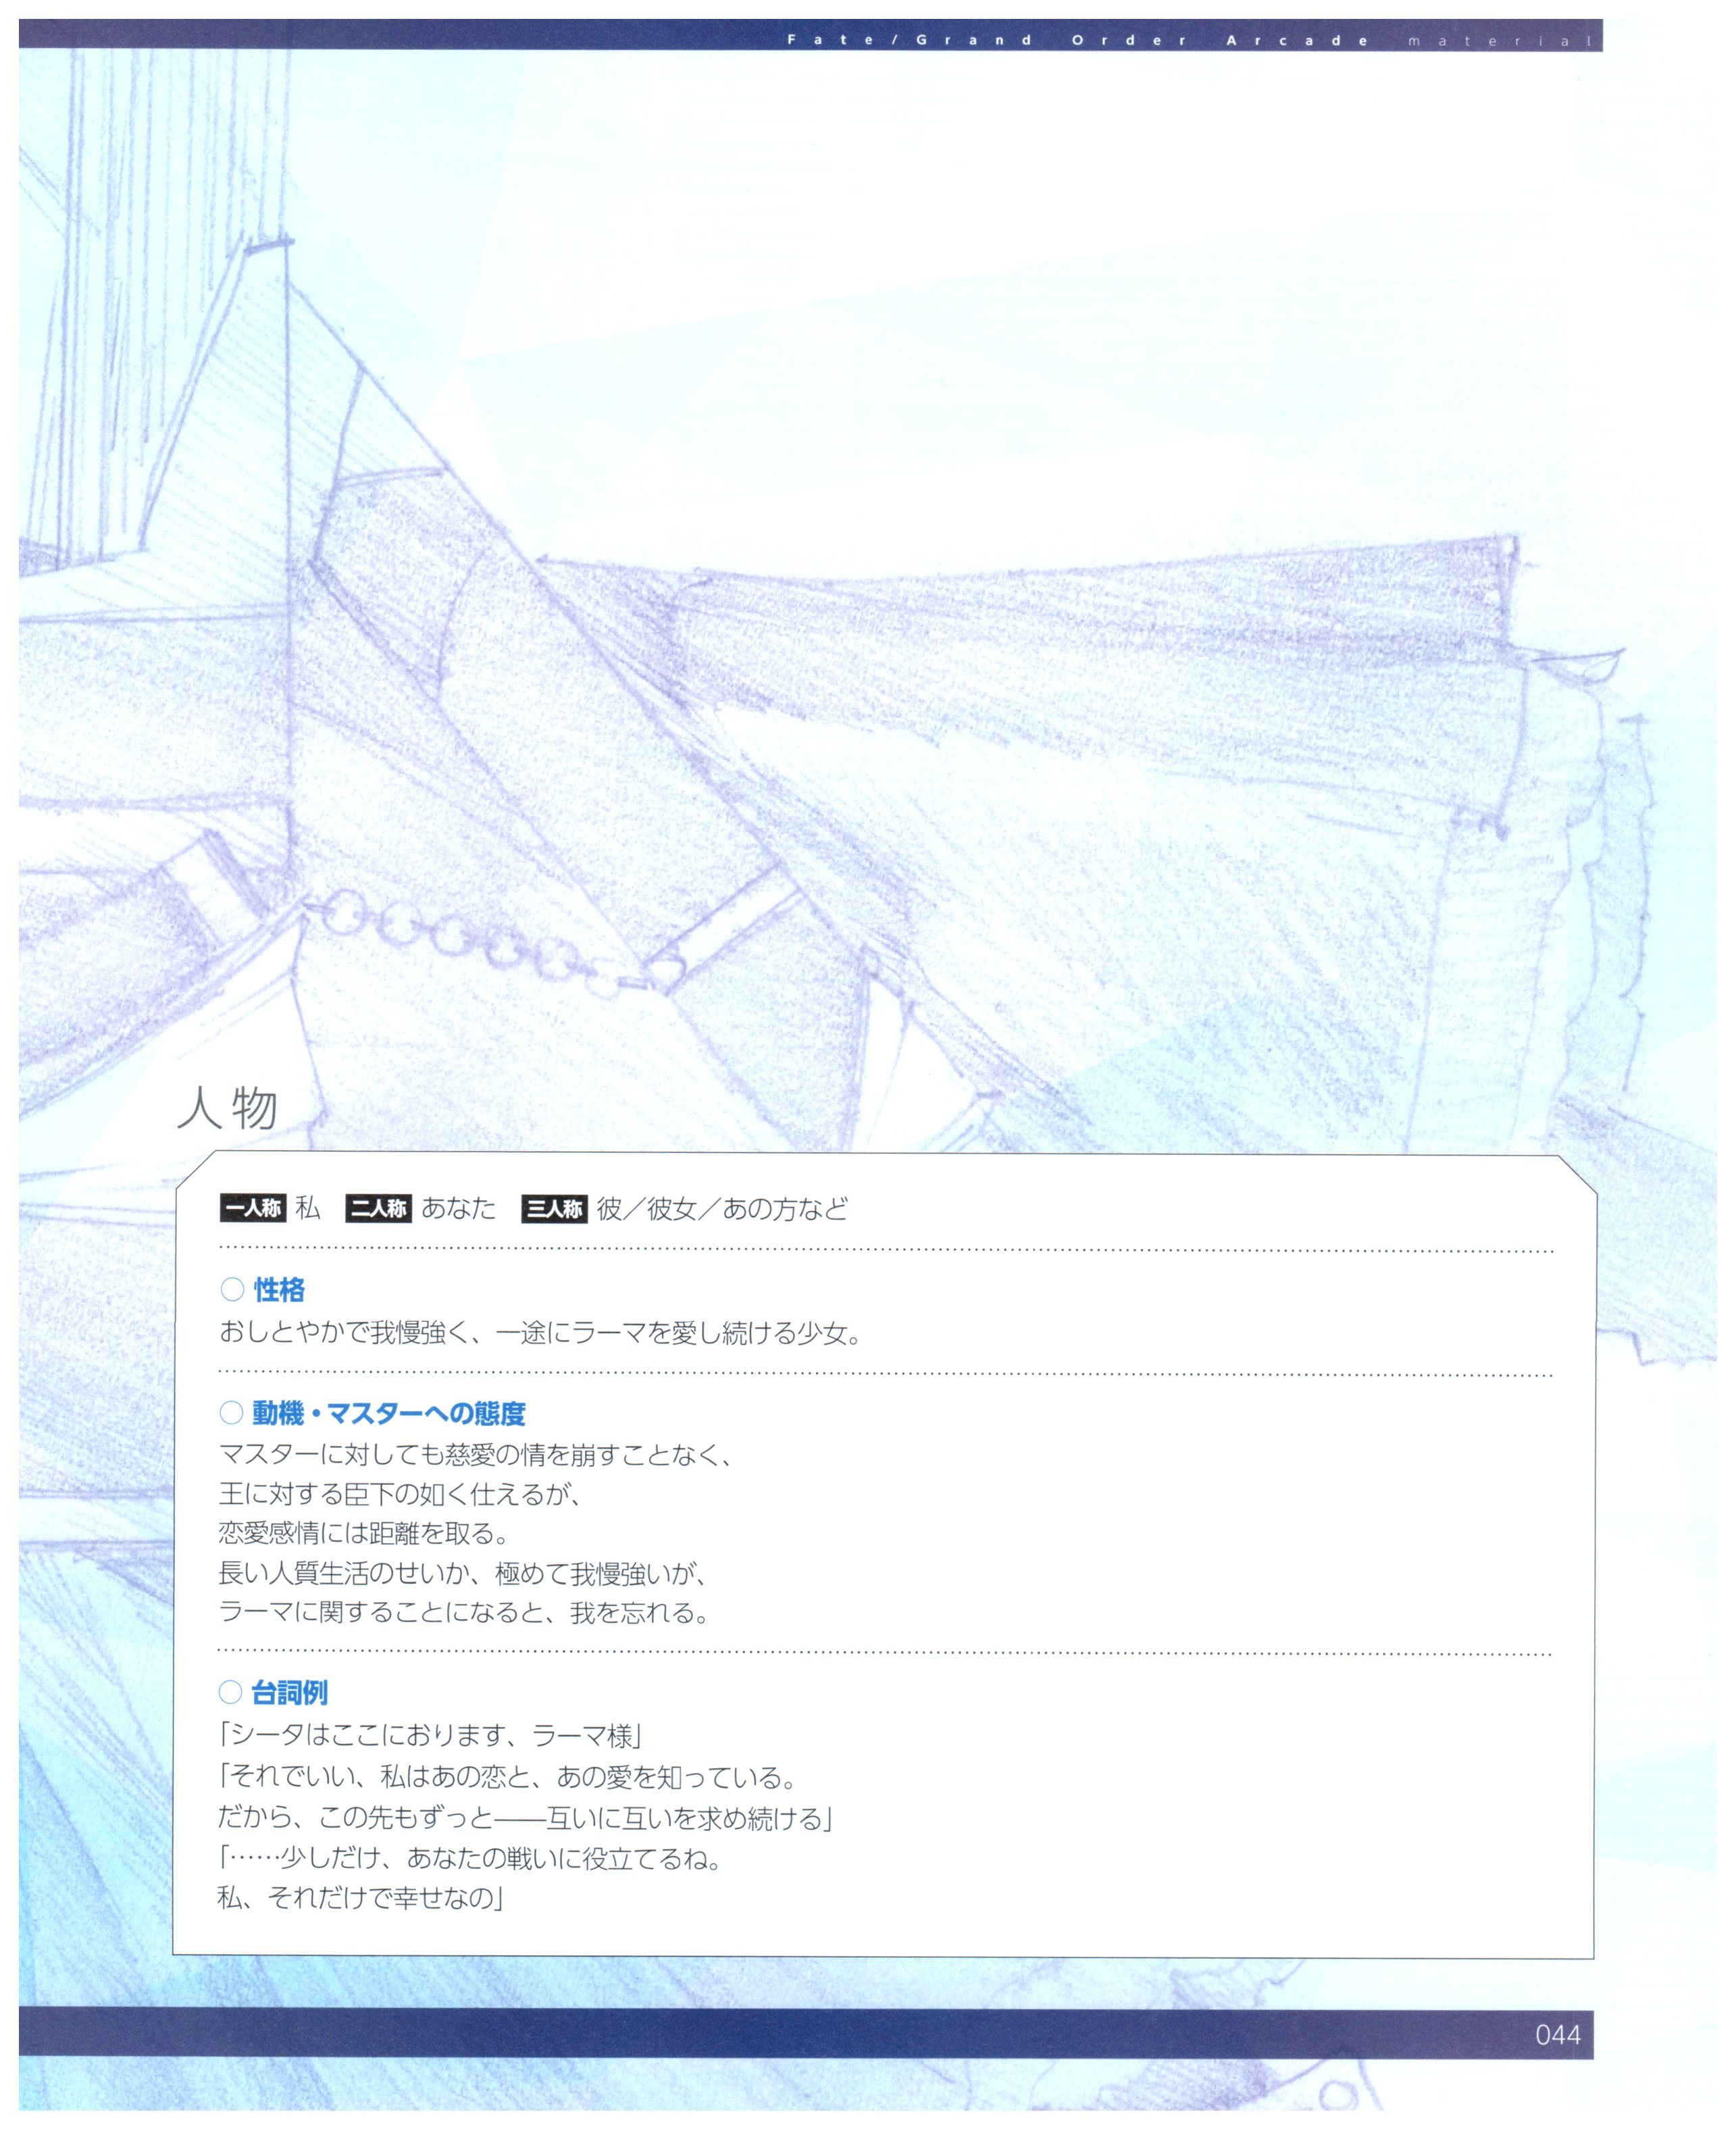 Fate/Grand Order Arcade material
人物
一人称 私 二人称 あなた 三人称 彼／彼女／あの方など
○ 性格
おしとやかで我慢強く、一途にラーマを愛し続ける少女。
○ 動機・マスターへの態度
マスターに対しても慈愛の情を崩すことなく、
王に対する臣下の如く仕えるが、
恋愛感情には距離を取る。
長い人質生活のせいか、極めて我慢強いが、
ラーマに関することになると、我を忘れる。
○ 台詞例
「シータはここにおります、ラーマ様」
「それでいい、私はあの恋と、あの愛を知っている。
だから、この先もずっと――互いに互いを求め続ける」
「……少しだけ、あなたの戦いに役立てるね。
私、それだけで幸せなの」
044